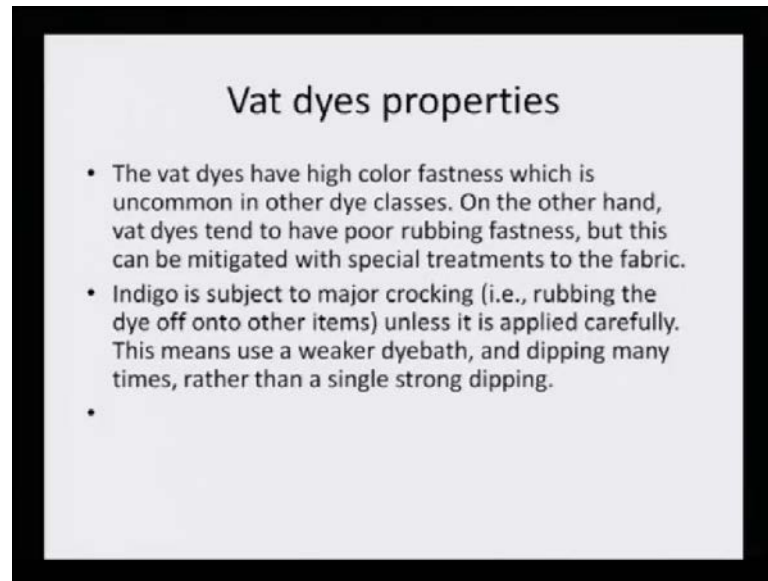 Vat dyes properties
• The vat dyes have high color fastness which is
uncommon in other dye classes. On the other hand,
vat dyes tend to have poor rubbing fastness, but this
can be mitigated with special treatments to the fabric.
• Indigo is subject to major crocking (i.e., rubbing the
dye off onto other items) unless it is applied carefully.
This means use a weaker dyebath, and dipping many
times, rather than a single strong dipping.
•